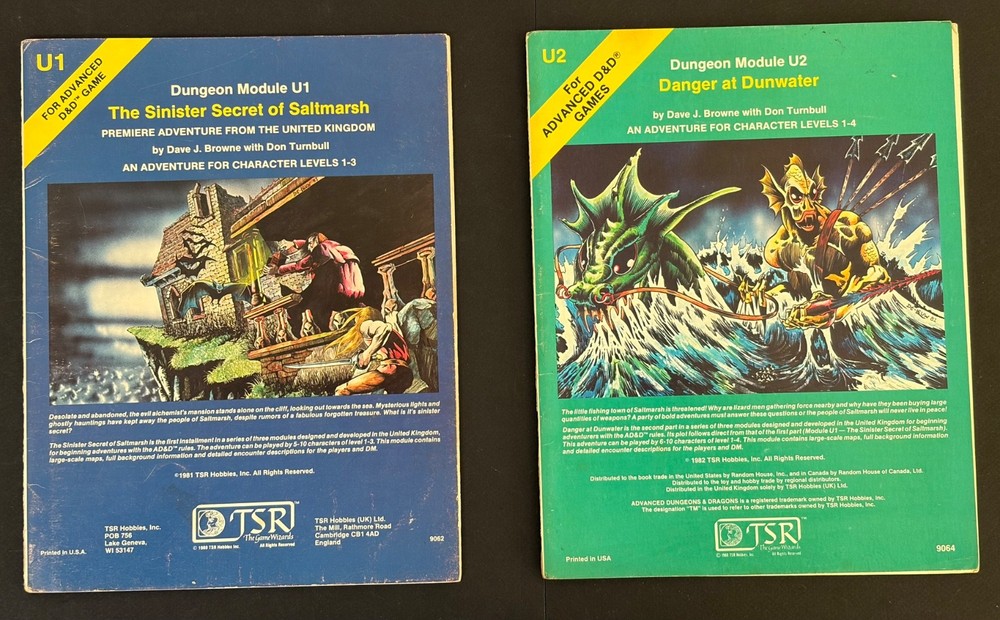 U1
FOR ADVANCED
D&D™ GAME
Dungeon Module U1
The Sinister Secret of Saltmarsh
PREMIERE ADVENTURE FROM THE UNITED KINGDOM
by Dave J. Browne with Don Turnbull
AN ADVENTURE FOR CHARACTER LEVELS 1-3
Desolate and abandoned, the evil alchemist's mansion stands alone on the cliff, looking out towards the sea. Mysterious lights and
ghostly hauntings have kept away the people of Saltmarsh, despite rumors of a fabulous forgotten treasure. What is it's sinister
secret?
The Sinister Secret of Saltmarsh is the first installment in a series of three modules designed and developed in the United Kingdom,
for beginning adventures with the AD&D™ rules. The adventure can be played by 5-10 characters of level 1-3. This module contains
large-scale maps, full background information and detailed encounter descriptions for the players and DM.
©1981 TSR Hobbies, Inc. All Rights Reserved.
TSR Hobbies, Inc.
POB 756
Lake Geneva,
WI 53147
TSR
The Game Wizards
© 1980 TSR Hobbies, Inc. All Rights Reserved
TSR Hobbies (UK) Ltd.
The Mill, Rathmore Road
Cambridge CB1 4AD
England
Printed in U.S.A.
9062
U2
For
ADVANCED D&D®
GAMES
Dungeon Module U2
Danger at Dunwater
by Dave J. Browne with Don Turnbull
AN ADVENTURE FOR CHARACTER LEVELS 1-4
The little fishing town of Saltmarsh is threatened! Why are lizard men gathering force nearby and why have they been buying large
quantities of weapons? A party of bold adventures must answer these questions or the people of Saltmarsh will never live in peace!
Danger at Dunwater is the second part in a series of three modules designed and developed in the United Kingdom for beginning
adventurers with the AD&D™ rules. Its plot follows direct from that of the first part (Module U1 — The Sinister Secret of Saltmarsh).
This can be played by 6-10 characters of level 1-4. This module contains large-scale maps, full background information
and detailed encounter descriptions for the players and DM.
©1982 TSR Hobbies, Inc. All Rights Reserved.
Distributed to the book trade in the United States by Random House, Inc., and in Canada by Random House of Canada, Ltd.
Distributed to the toy and hobby trade by regional distributors.
Distributed in the United Kingdom solely by TSR Hobbies (UK) Ltd.
ADVANCED DUNGEONS & DRAGONS is a registered trademark owned by TSR Hobbies, Inc.
The designation "TM" is used to refer to other trademarks owned by TSR Hobbies, Inc.
TSR
The Game Wizards
© 1980 TSR Hobbies, Inc. All Rights Reserved
Printed in USA
9064